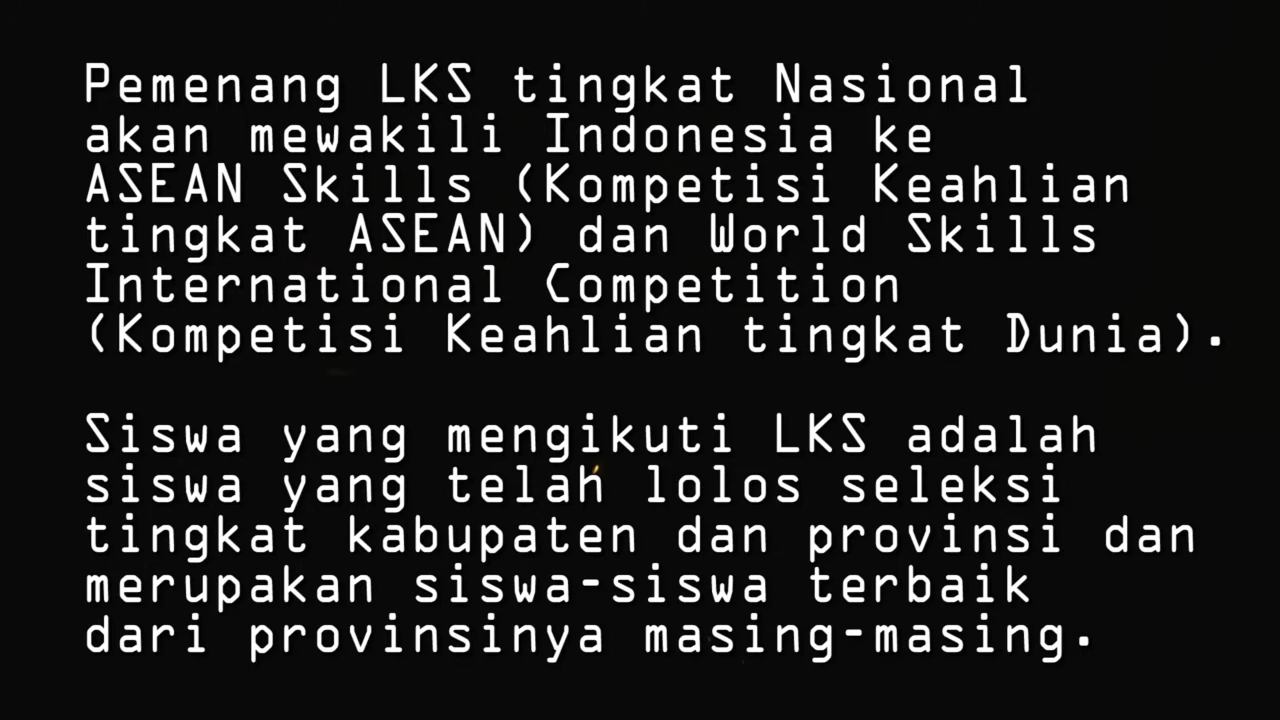 Pemenang LKS tingkat Nasional
akan mewakili Indonesia ke
ASEAN Skills (Kompetisi Keahlian
tingkat ASEAN) dan World Skills
International Competition
(Kompetisi Keahlian tingkat Dunia).
Siswa yang mengikuti LKS adalah
siswa yang telah lolos seleksi
tingkat kabupaten dan provinsi dan
merupakan siswa-siswa terbaik
dari provinsinya masing-masing.